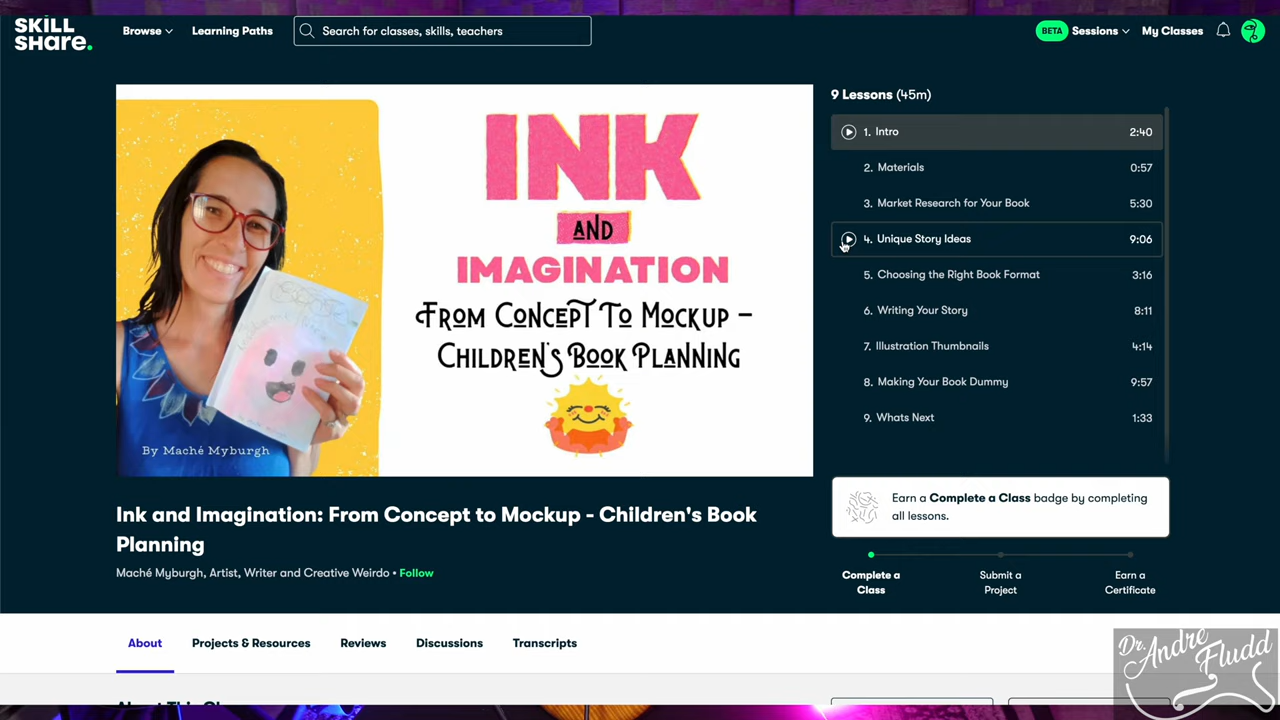 SKILL
SHare.
Browse
Learning Paths
Search for classes, skills, teachers
BETA
Sessions
My Classes
INK
AND
IMAGINATION
From Concept To Mockup –
Children's Book Planning
By Maché Myburgh
9 Lessons (45m)
1. Intro 2:40
2. Materials 0:57
3. Market Research for Your Book 5:30
4. Unique Story Ideas 9:06
5. Choosing the Right Book Format 3:16
6. Writing Your Story 8:11
7. Illustration Thumbnails 4:14
8. Making Your Book Dummy 9:57
9. Whats Next 1:33
Earn a Complete a Class badge by completing
all lessons.
Complete a
Class
Submit a
Project
Earn a
Certificate
Ink and Imagination: From Concept to Mockup - Children's Book
Planning
Maché Myburgh, Artist, Writer and Creative Weirdo • Follow
About
Projects & Resources
Reviews
Discussions
Transcripts
Dr. Andre
Fludd